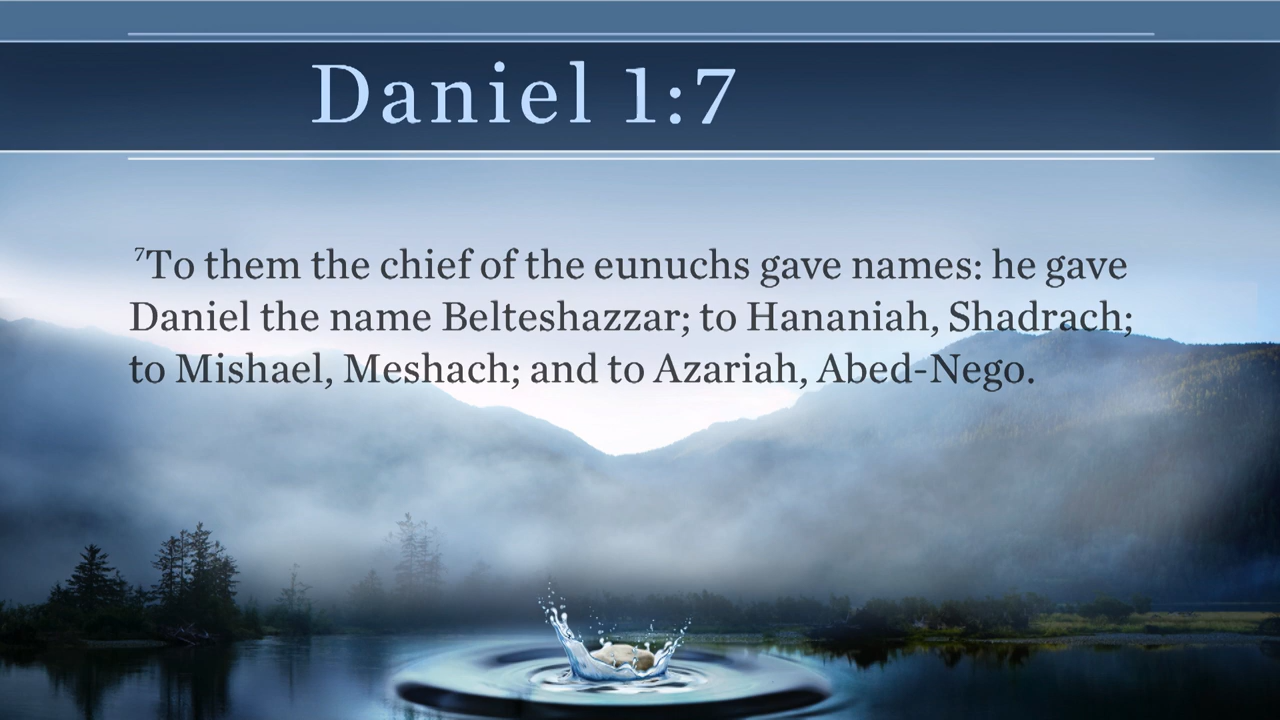 Daniel 1:7
⁷To them the chief of the eunuchs gave names: he gave
Daniel the name Belteshazzar; to Hananiah, Shadrach;
to Mishael, Meshach; and to Azariah, Abed-Nego.